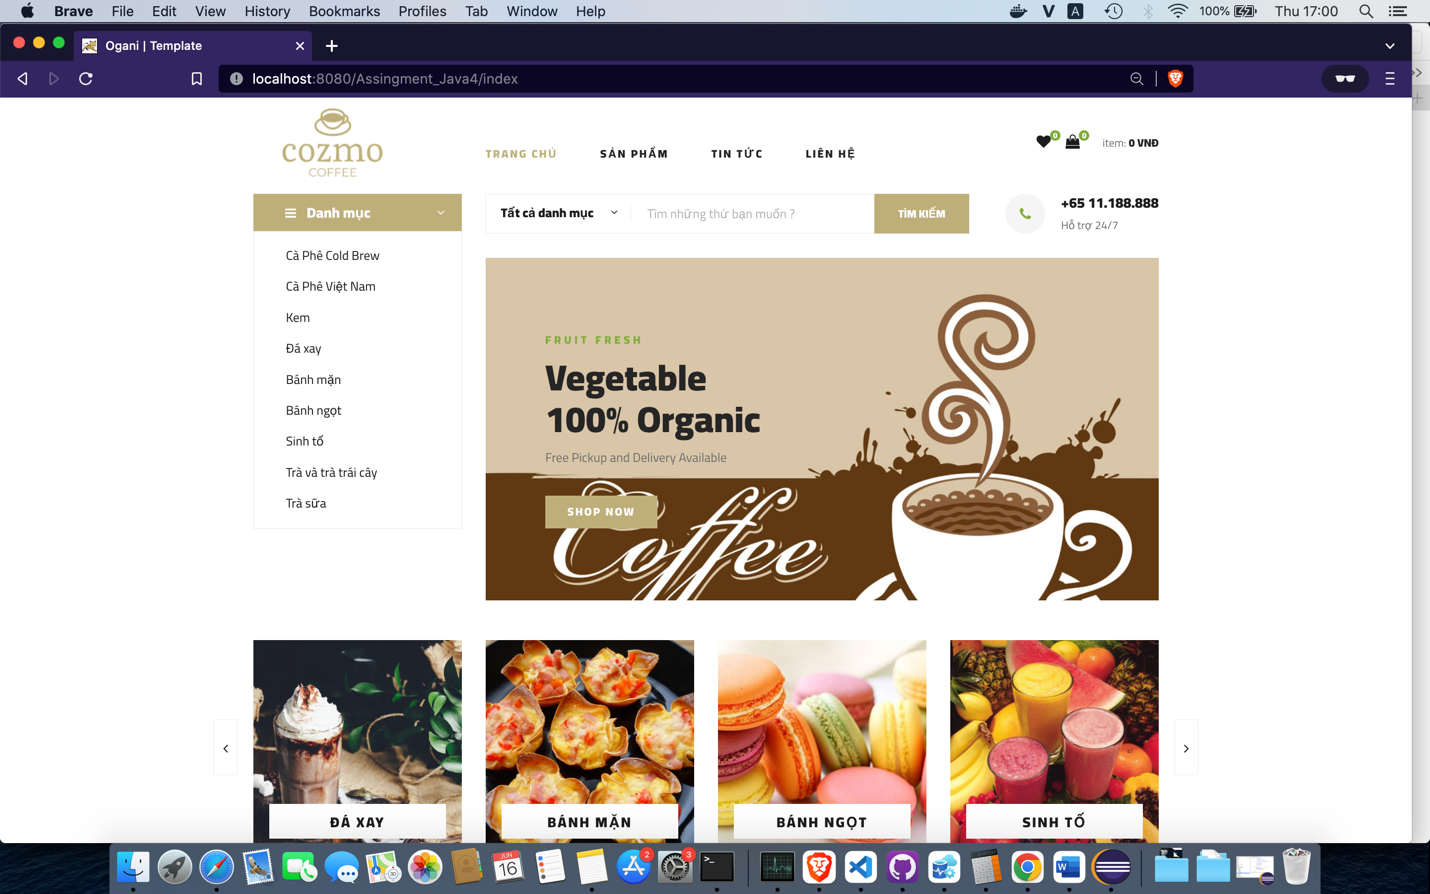 Brave File Edit View History Bookmarks Profiles Tab Window Help
V A 100% Thu 17:00
Ogani | Template
localhost:8080/Assingment_Java4/index
cozmo
COFFEE
TRANG CHỦ SẢN PHẨM TIN TỨC LIÊN HỆ
0 0 item: 0 VNĐ
Danh mục
Tất cả danh mục Tìm những thứ bạn muốn ? TÌM KIẾM
+65 11.188.888
Hỗ trợ 24/7
Cà Phê Cold Brew
Cà Phê Việt Nam
Kem
Đá xay
Bánh mặn
Bánh ngọt
Sinh tố
Trà và trà trái cây
Trà sữa
FRUIT FRESH
Vegetable
100% Organic
Free Pickup and Delivery Available
SHOP NOW
Coffee
ĐÁ XAY BÁNH MẶN BÁNH NGỌT SINH TỐ
JUN
16
2
3